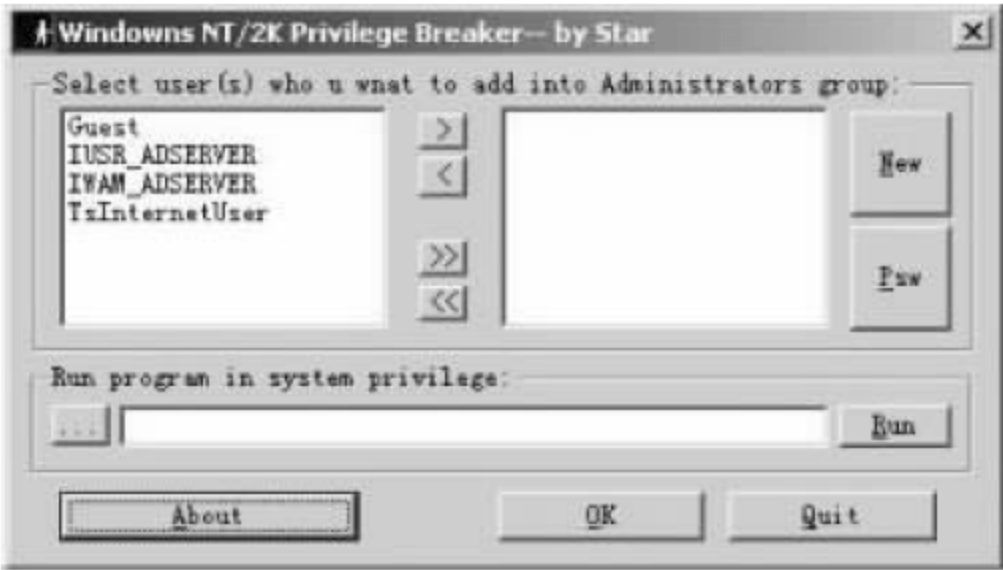 Windowns NT/2K Privilege Breaker-- by Star
Select user(s) who u wnat to add into Administrators group:
Guest
IUSR_ADSERVER
IWAM_ADSERVER
TsInternetUser
>
<
>>
<<
New
Psw
Run program in system privilege:
...
Run
About
OK
Quit